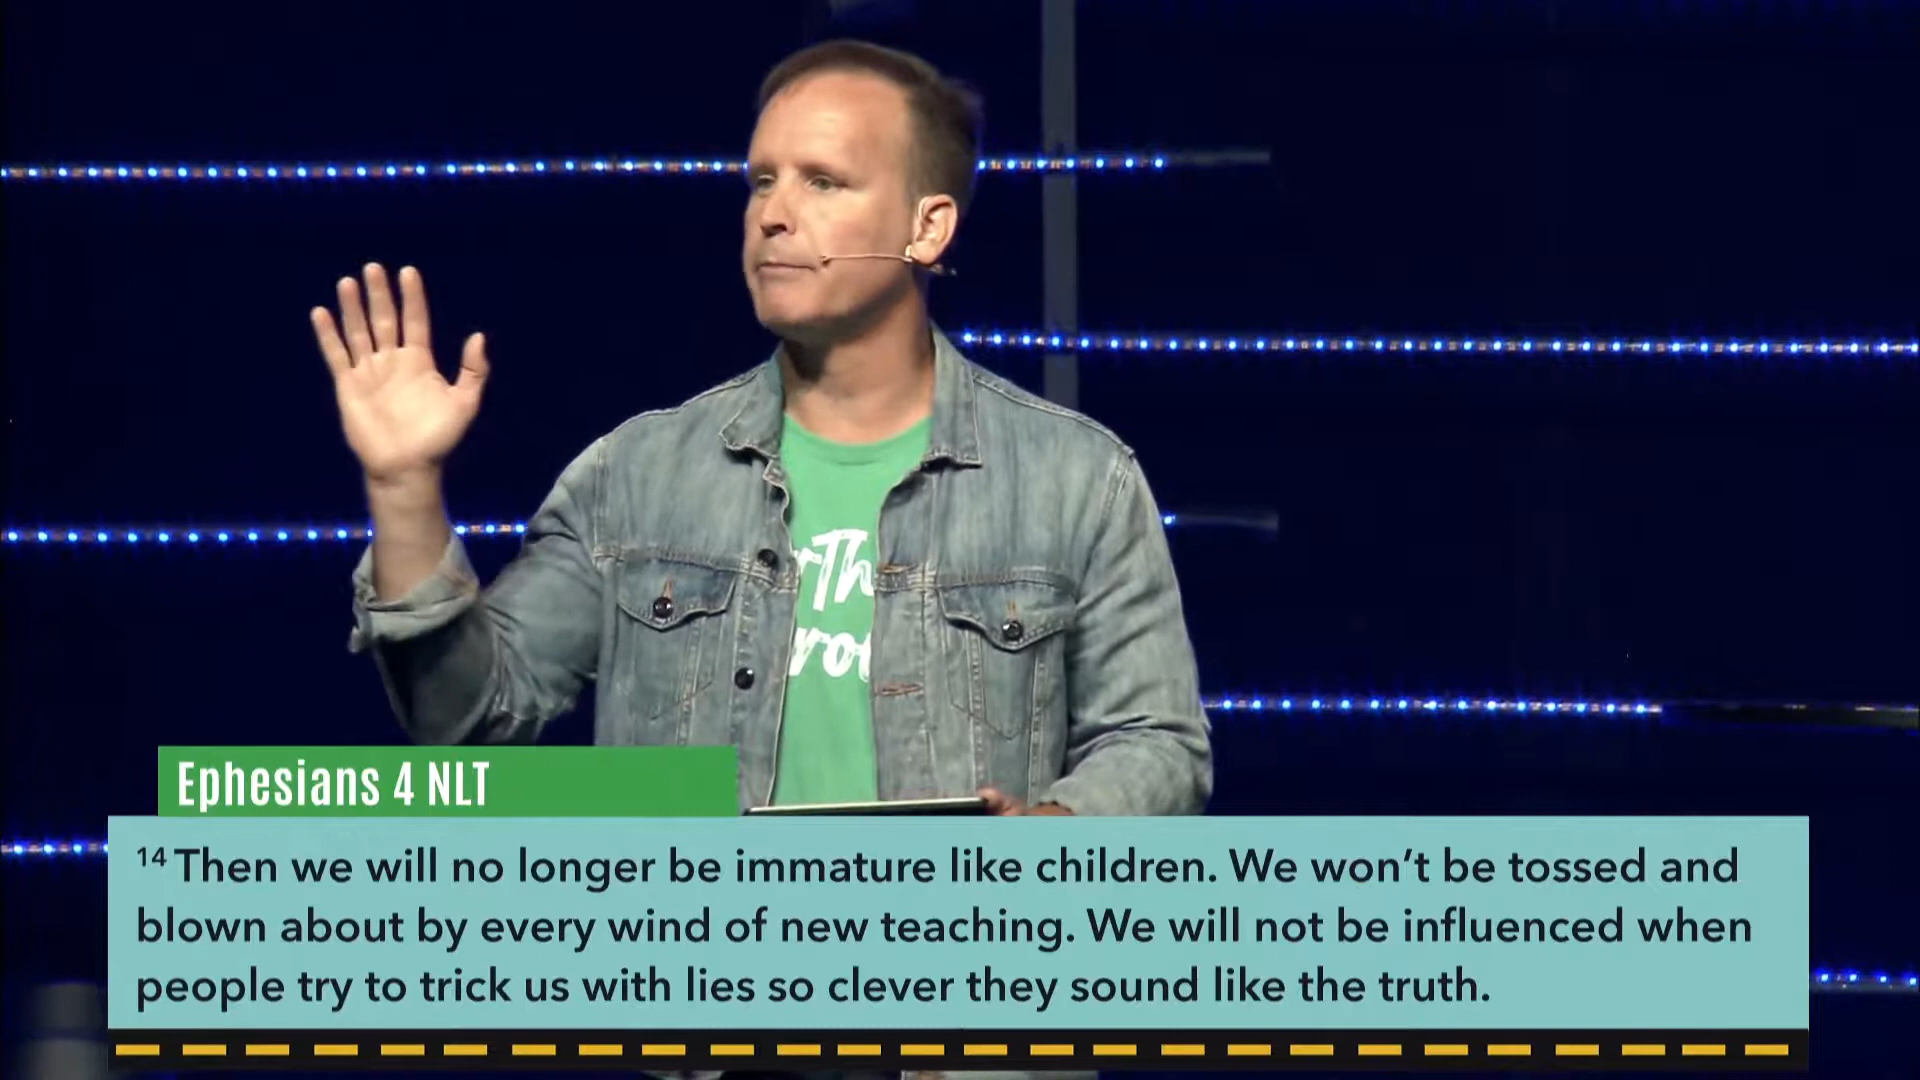 Ephesians 4 NLT
14 Then we will no longer be immature like children. We won't be tossed and
blown about by every wind of new teaching. We will not be influenced when
people try to trick us with lies so clever they sound like the truth.